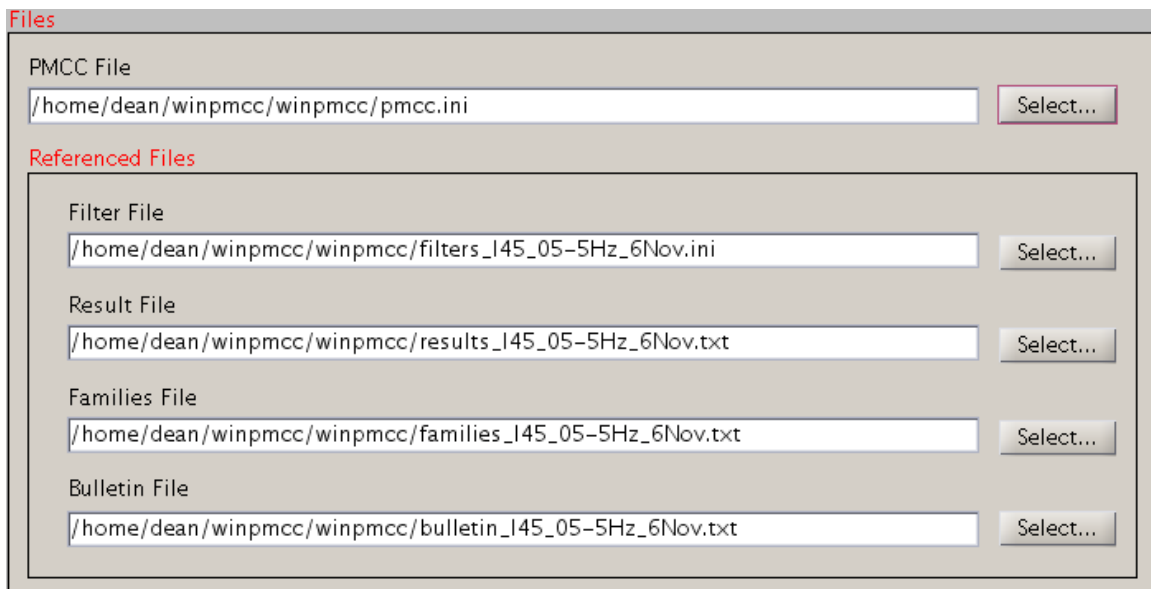 Files
PMCC File
/home/dean/winpmcc/winpmcc/pmcc.ini
Select...
Referenced Files
Filter File
/home/dean/winpmcc/winpmcc/filters_I45_05-5Hz_6Nov.ini
Select...
Result File
/home/dean/winpmcc/winpmcc/results_I45_05-5Hz_6Nov.txt
Select...
Families File
/home/dean/winpmcc/winpmcc/families_I45_05-5Hz_6Nov.txt
Select...
Bulletin File
/home/dean/winpmcc/winpmcc/bulletin_I45_05-5Hz_6Nov.txt
Select...